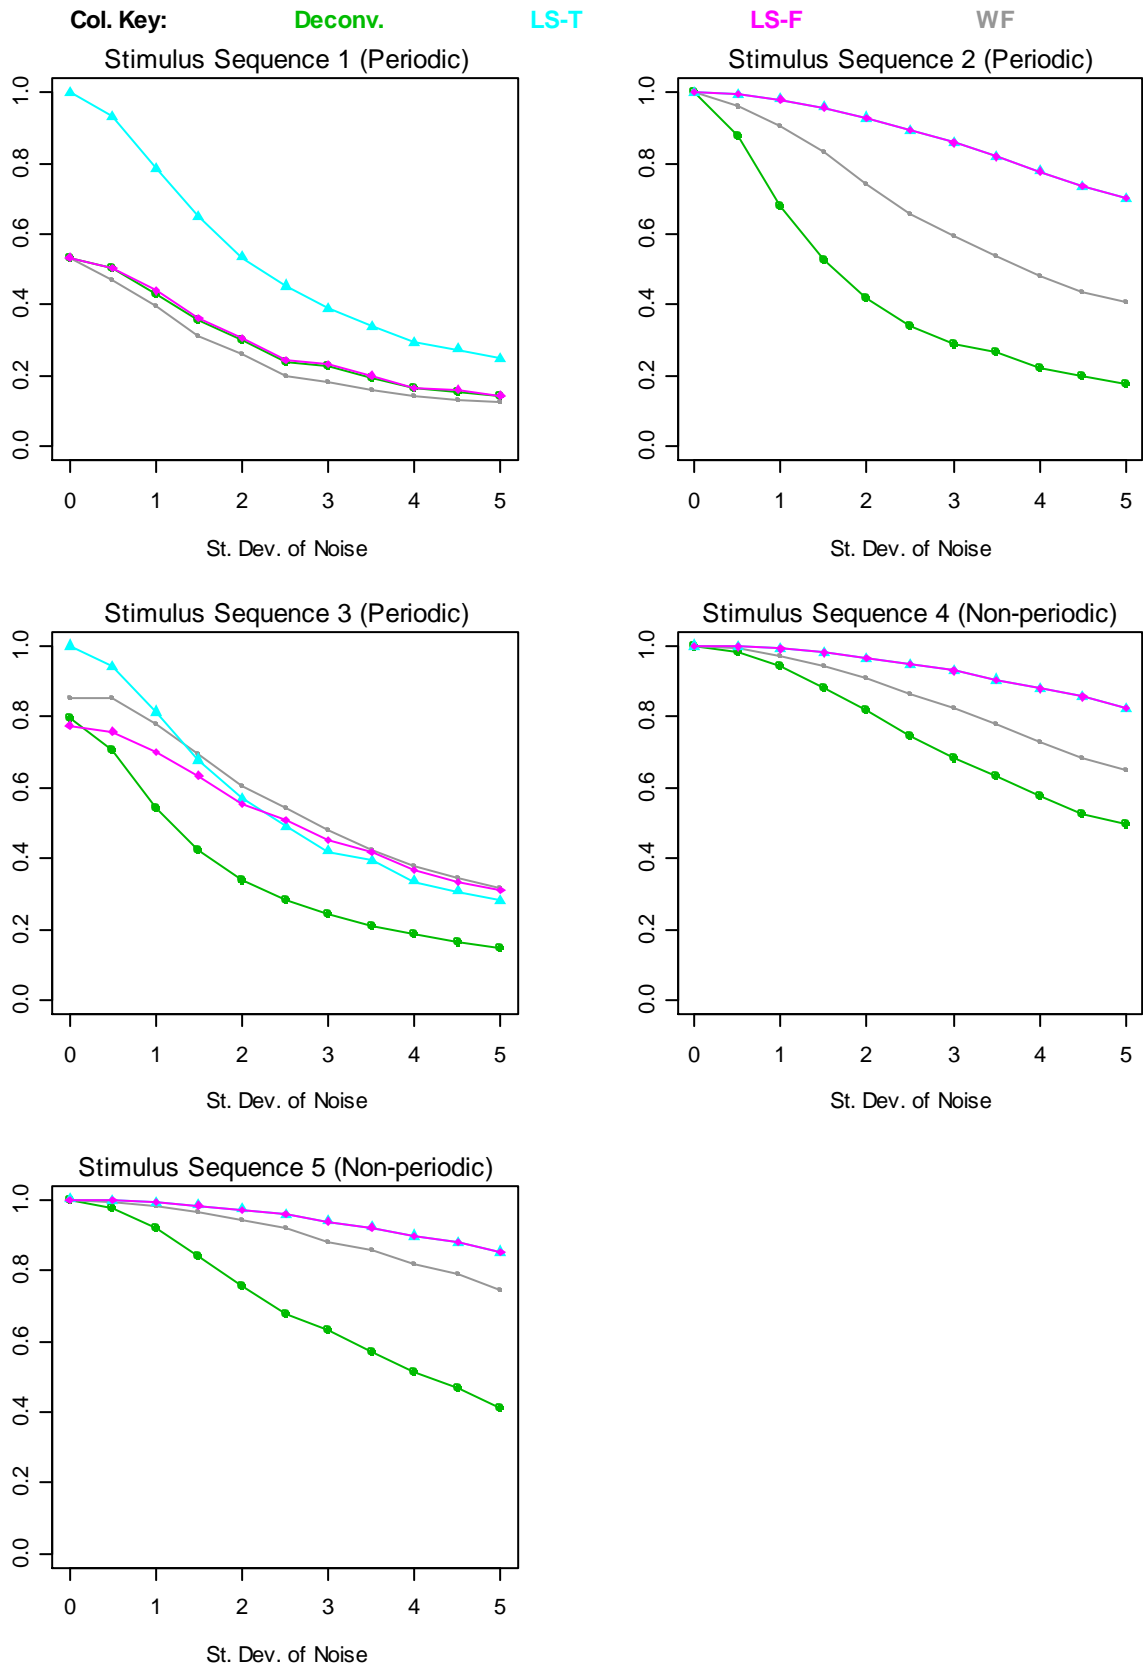 Col. Key: Deconv. LS-T LS-F WF
Stimulus Sequence 1 (Periodic)
1.0
0.8
0.6
0.4
0.2
0.0
0 1 2 3 4 5
St. Dev. of Noise
Stimulus Sequence 2 (Periodic)
1.0
0.8
0.6
0.4
0.2
0.0
0 1 2 3 4 5
St. Dev. of Noise
Stimulus Sequence 3 (Periodic)
1.0
0.8
0.6
0.4
0.2
0.0
0 1 2 3 4 5
St. Dev. of Noise
Stimulus Sequence 4 (Non-periodic)
1.0
0.8
0.6
0.4
0.2
0.0
0 1 2 3 4 5
St. Dev. of Noise
Stimulus Sequence 5 (Non-periodic)
1.0
0.8
0.6
0.4
0.2
0.0
0 1 2 3 4 5
St. Dev. of Noise